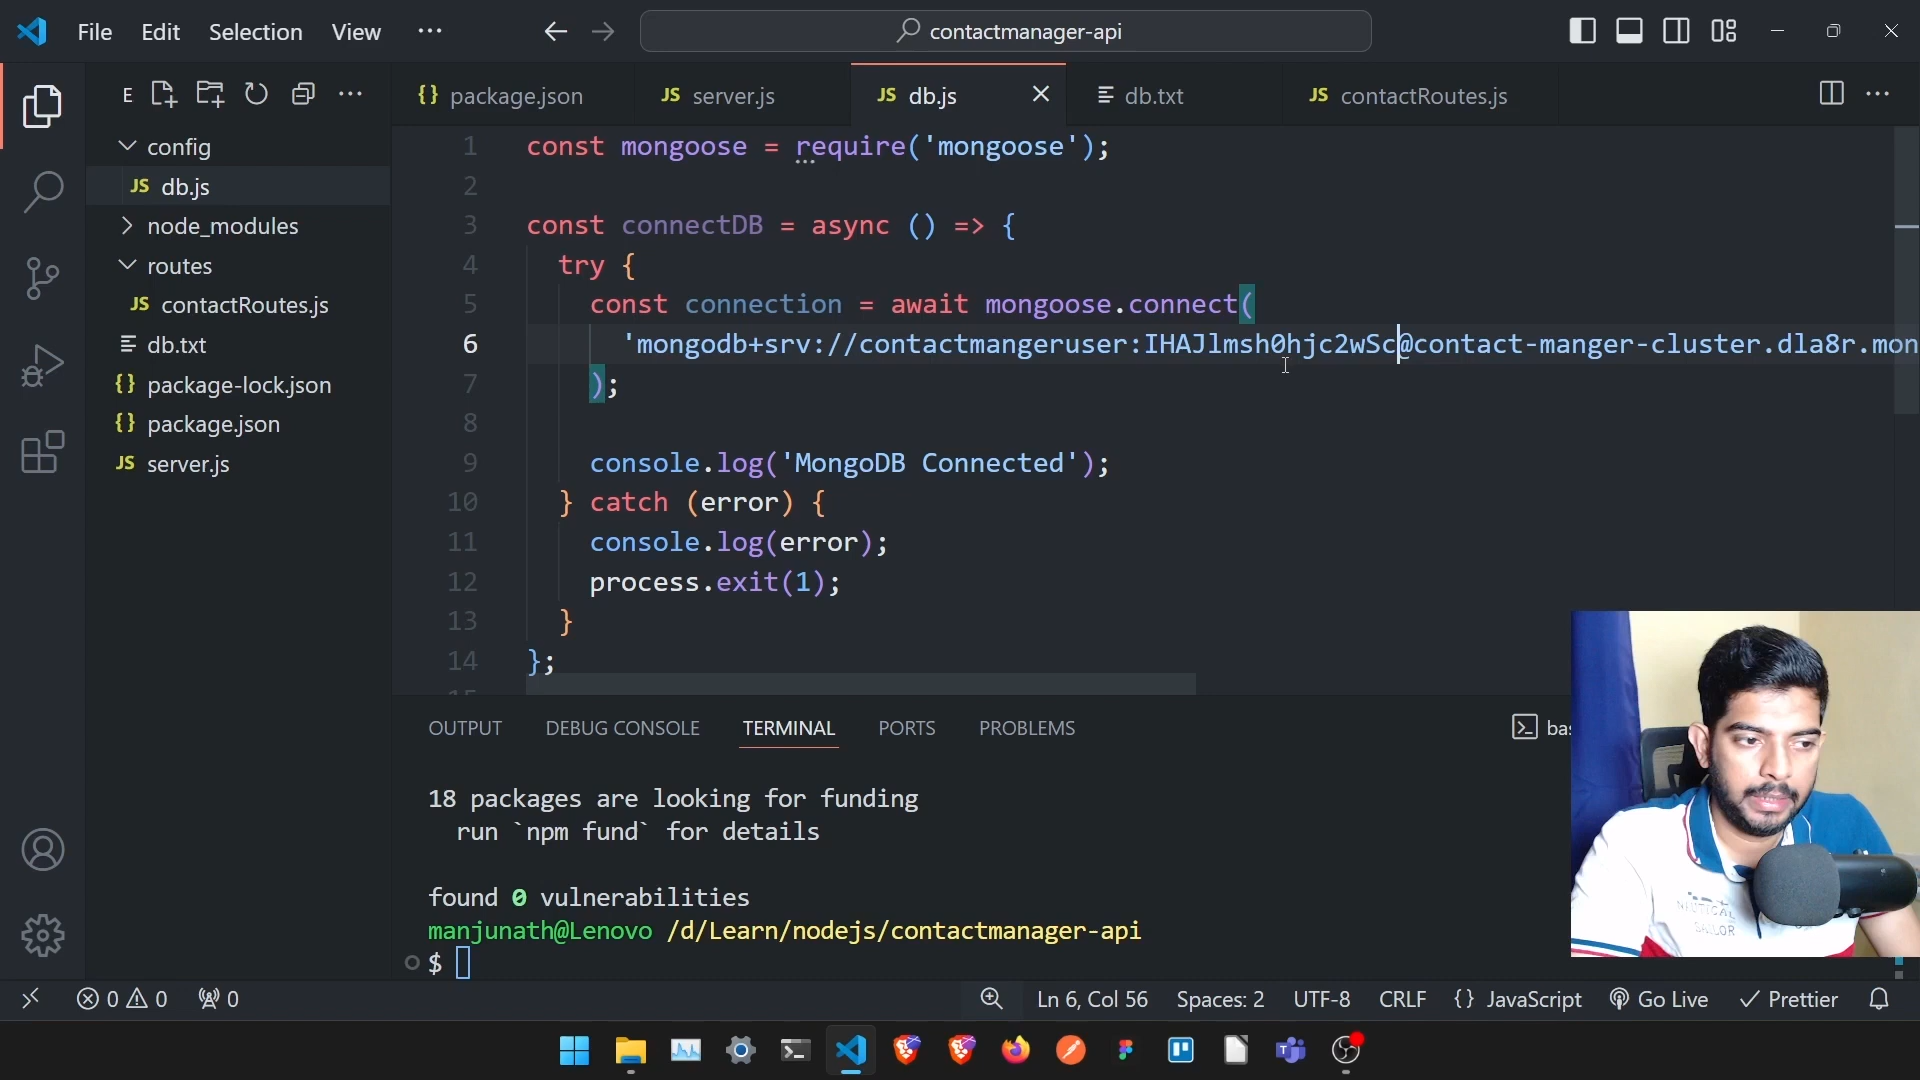 File Edit Selection View ··· contactmanager-api
E
package.json server.js db.js db.txt contactRoutes.js
config
JS db.js
node_modules
routes
JS contactRoutes.js
db.txt
{} package-lock.json
{} package.json
JS server.js
1 const mongoose = require('mongoose');
2
3 const connectDB = async () => {
4 try {
5 const connection = await mongoose.connect(
6 'mongodb+srv://contactmangeruser:IHAJlmsh0hjc2wSc@contact-manger-cluster.dla8r.mon
7 );
8
9 console.log('MongoDB Connected');
10 } catch (error) {
11 console.log(error);
12 process.exit(1);
13 }
14 };
OUTPUT DEBUG CONSOLE TERMINAL PORTS PROBLEMS
18 packages are looking for funding
run `npm fund` for details
found 0 vulnerabilities
manjunath@Lenovo /d/Learn/nodejs/contactmanager-api
$
0 0 0 Ln 6, Col 56 Spaces: 2 UTF-8 CRLF {} JavaScript Go Live Prettier
NAUTICAL
SAILOR